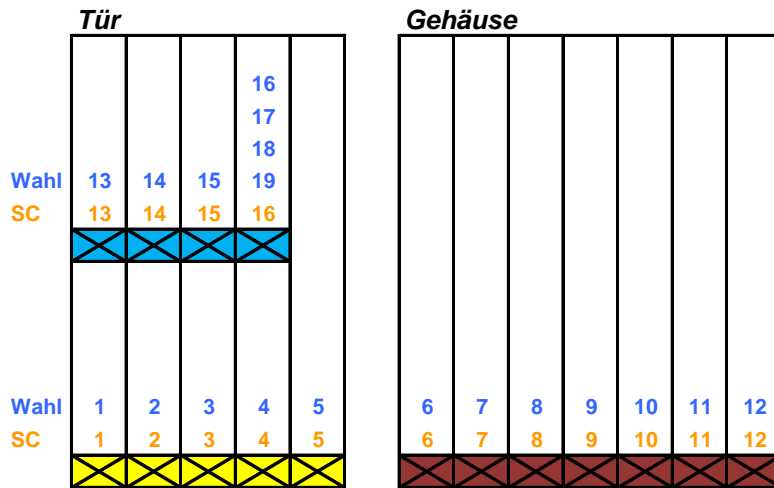 Tür Gehäuse
16
17
18
Wahl 13 14 15 19
SC 13 14 15 16
Wahl 1 2 3 4 5 6 7 8 9 10 11 12
SC 1 2 3 4 5 6 7 8 9 10 11 12